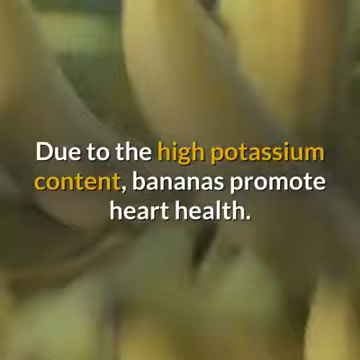 Due to the high potassium
content, bananas promote
heart health.